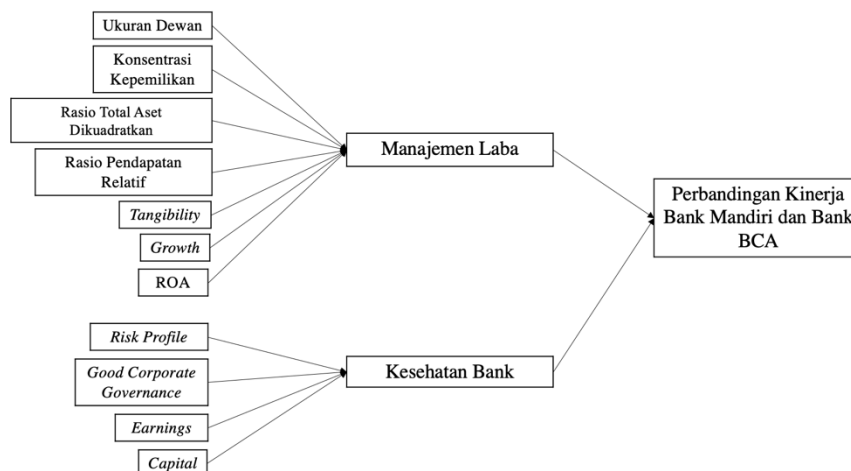 Ukuran Dewan
Konsentrasi
Kepemilikan
Rasio Total Aset
Dikuadratkan
Rasio Pendapatan
Relatif
Tangibility
Growth
ROA
Manajemen Laba
Perbandingan Kinerja
Bank Mandiri dan Bank
BCA
Risk Profile
Good Corporate
Governance
Earnings
Capital
Kesehatan Bank